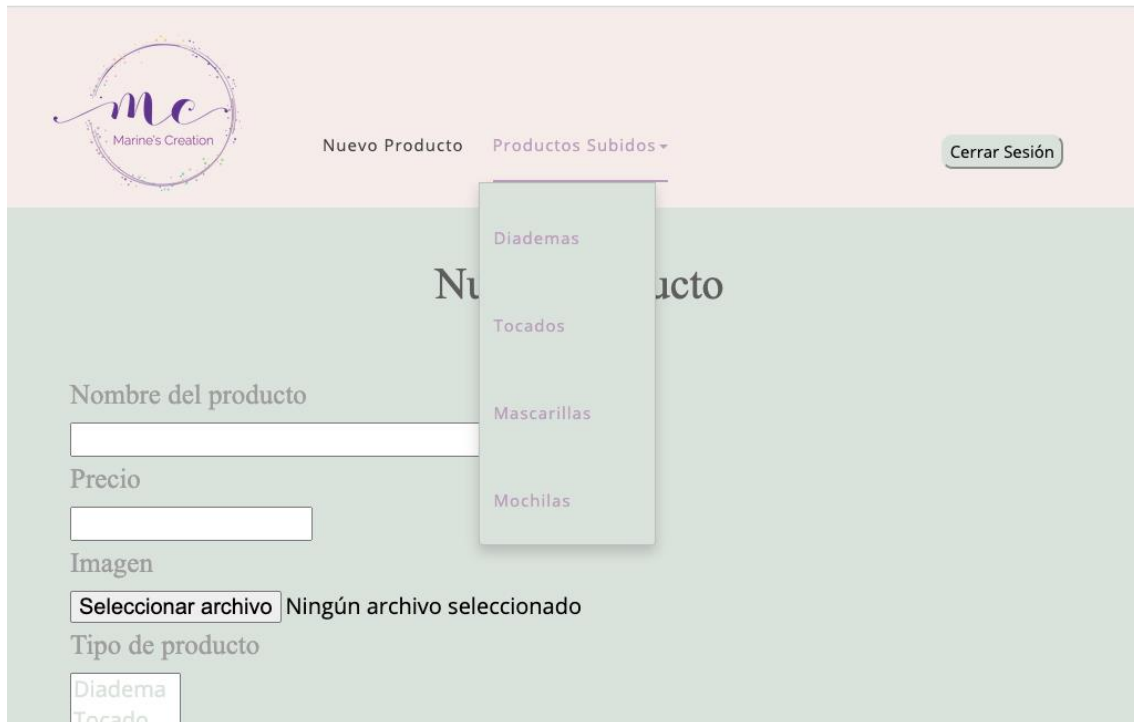 mc
Marine's Creation
Nuevo Producto Productos Subidos
Cerrar Sesión
Diademas
Nu ucto
Tocados
Nombre del producto
Mascarillas
Precio
Mochilas
Imagen
Seleccionar archivo Ningún archivo seleccionado
Tipo de producto
Diadema
Tocado